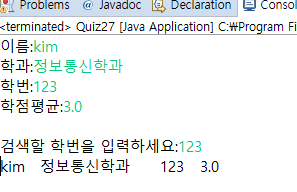 Problems @ Javadoc Declaration Consol
<terminated> Quiz27 [Java Application] C:₩Program Fi
이름:kim
학과:정보통신학과
학번:123
학점평균:3.0
검색할 학번을 입력하세요:123
kim 정보통신학과 123 3.0